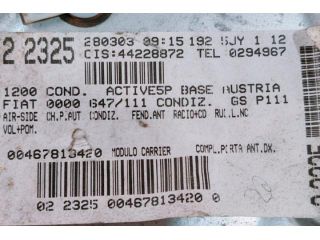 2 2325 280303 09:15 192 5JY 1 12
CIS:44228872 TEL 0294967
1200 COND. ACTIVE5P BASE AUSTRIA
FIAT 0000 647/111 CONDIZ. GS P111
AIR-SIDE CH.P.AUT CONDIZ. FEND.ANT RADIO+CD
VOL+POM.
00467813420 MODULO CARRIER COMPL.PORTA ANT.DX.
02 2325 00467813420 0
2 2325